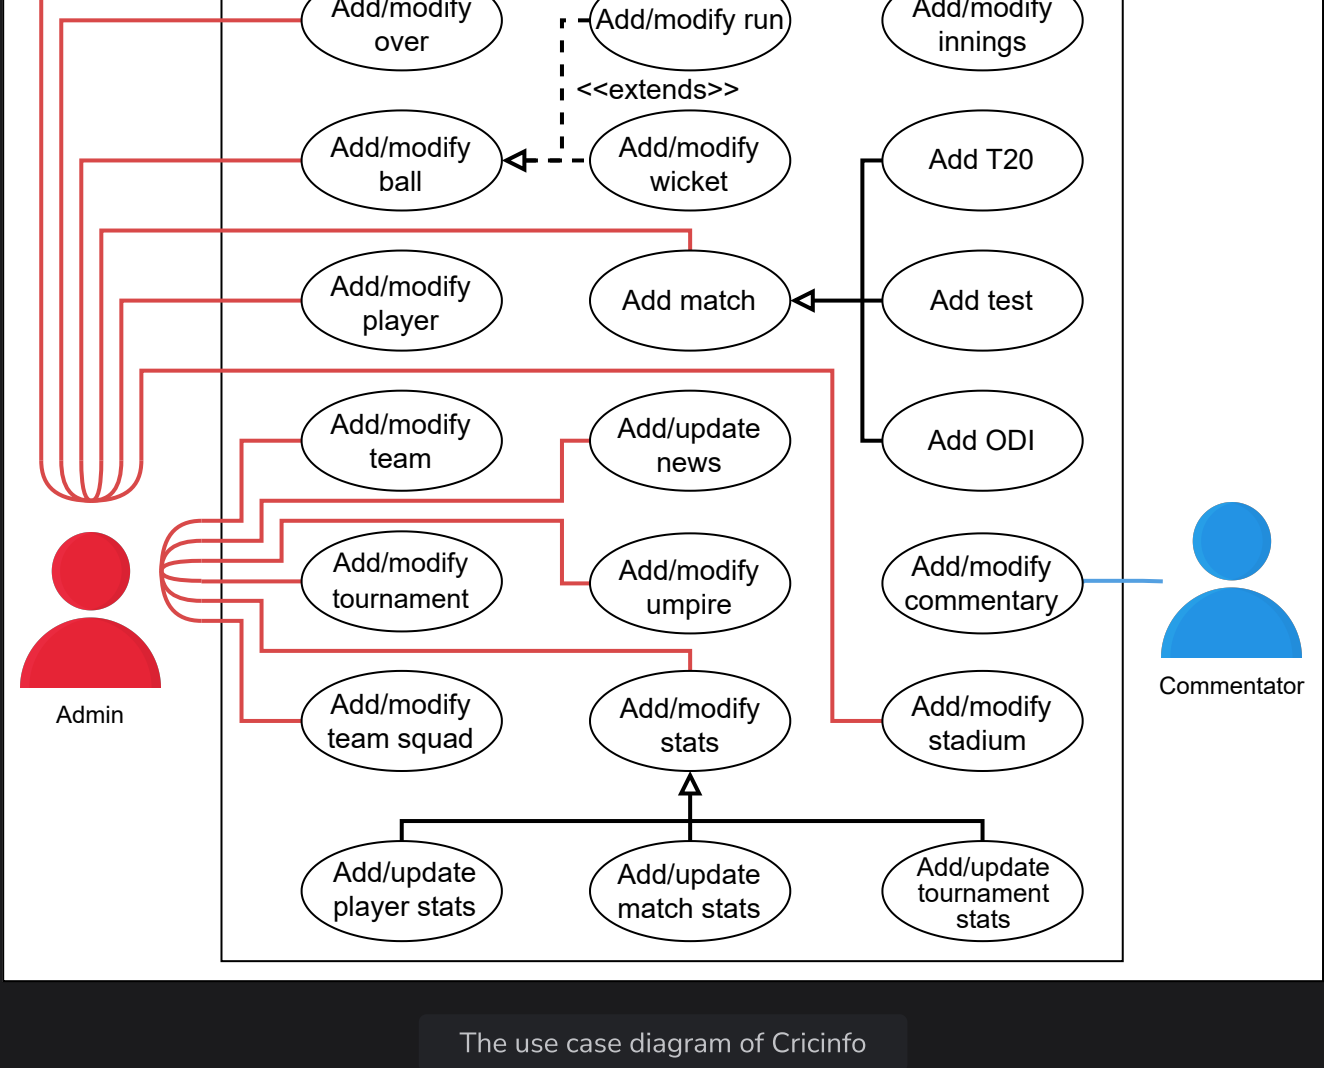 Add/modify
over
Add/modify run
Add/modify
innings
<<extends>>
Add/modify
ball
Add/modify
wicket
Add T20
Add/modify
player
Add match
Add test
Add/modify
team
Add/update
news
Add ODI
Add/modify
tournament
Add/modify
umpire
Add/modify
commentary
Commentator
Admin
Add/modify
team squad
Add/modify
stats
Add/modify
stadium
Add/update
player stats
Add/update
match stats
Add/update
tournament
stats
The use case diagram of Cricinfo